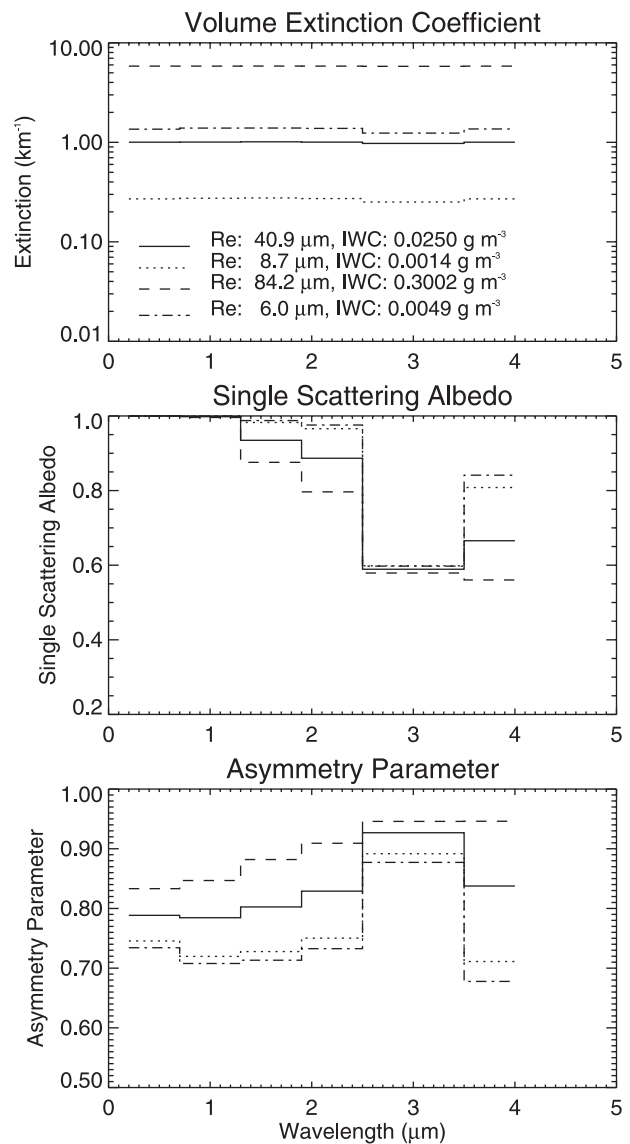 Volume Extinction Coefficient
10.00
1.00
0.10
0.01
Extinction (km⁻¹)
Re: 40.9 μm, IWC: 0.0250 g m⁻³
Re: 8.7 μm, IWC: 0.0014 g m⁻³
Re: 84.2 μm, IWC: 0.3002 g m⁻³
Re: 6.0 μm, IWC: 0.0049 g m⁻³
0 1 2 3 4 5
Single Scattering Albedo
1.0
0.8
0.6
0.4
0.2
Single Scattering Albedo
0 1 2 3 4 5
Asymmetry Parameter
1.00
0.90
0.80
0.70
0.60
0.50
Asymmetry Parameter
0 1 2 3 4 5
Wavelength (μm)